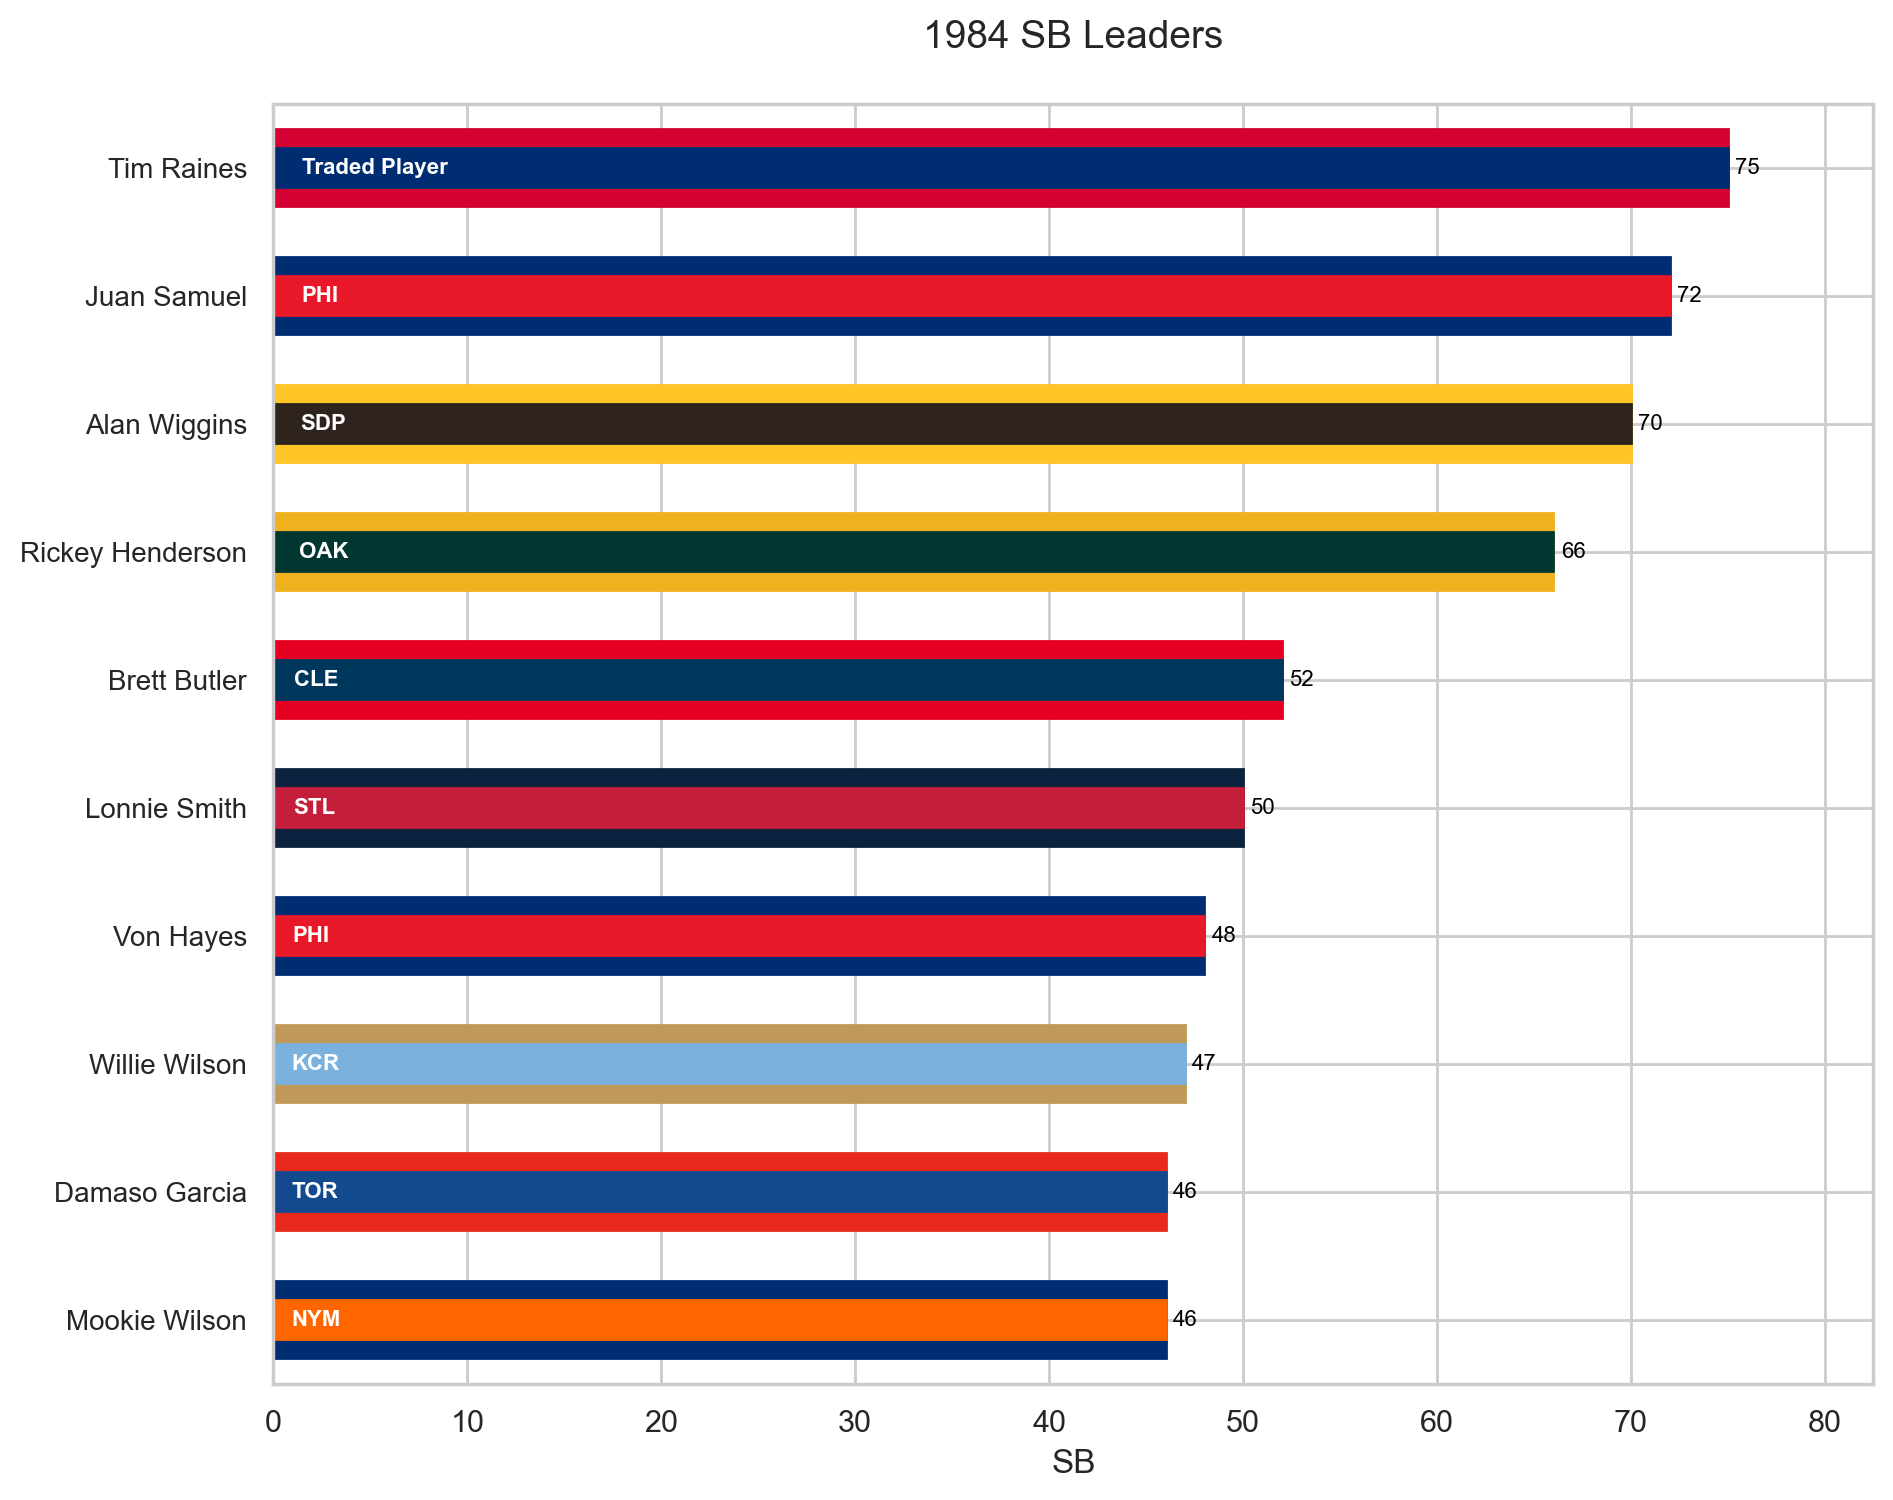 1984 SB Leaders
Tim Raines
Traded Player
75
Juan Samuel
PHI
72
Alan Wiggins
SDP
70
Rickey Henderson
OAK
66
Brett Butler
CLE
52
Lonnie Smith
STL
50
Von Hayes
PHI
48
Willie Wilson
KCR
47
Damaso Garcia
TOR
46
Mookie Wilson
NYM
46
0 10 20 30 40 50 60 70 80
SB